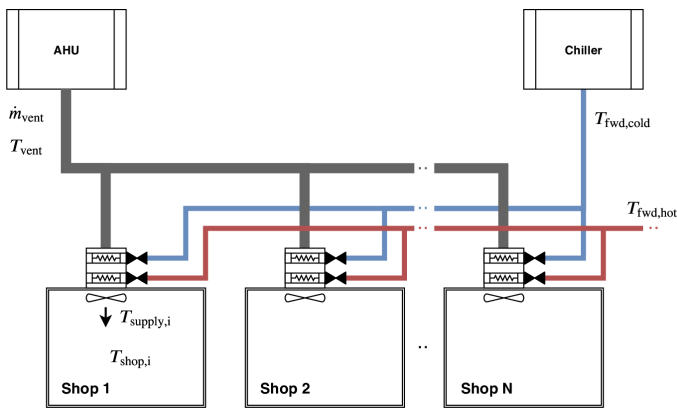 AHU
Chiller
ṁvent
Tvent
Tfwd,cold
Tfwd,hot
Tsupply,i
Tshop,i
Shop 1
Shop 2
Shop N